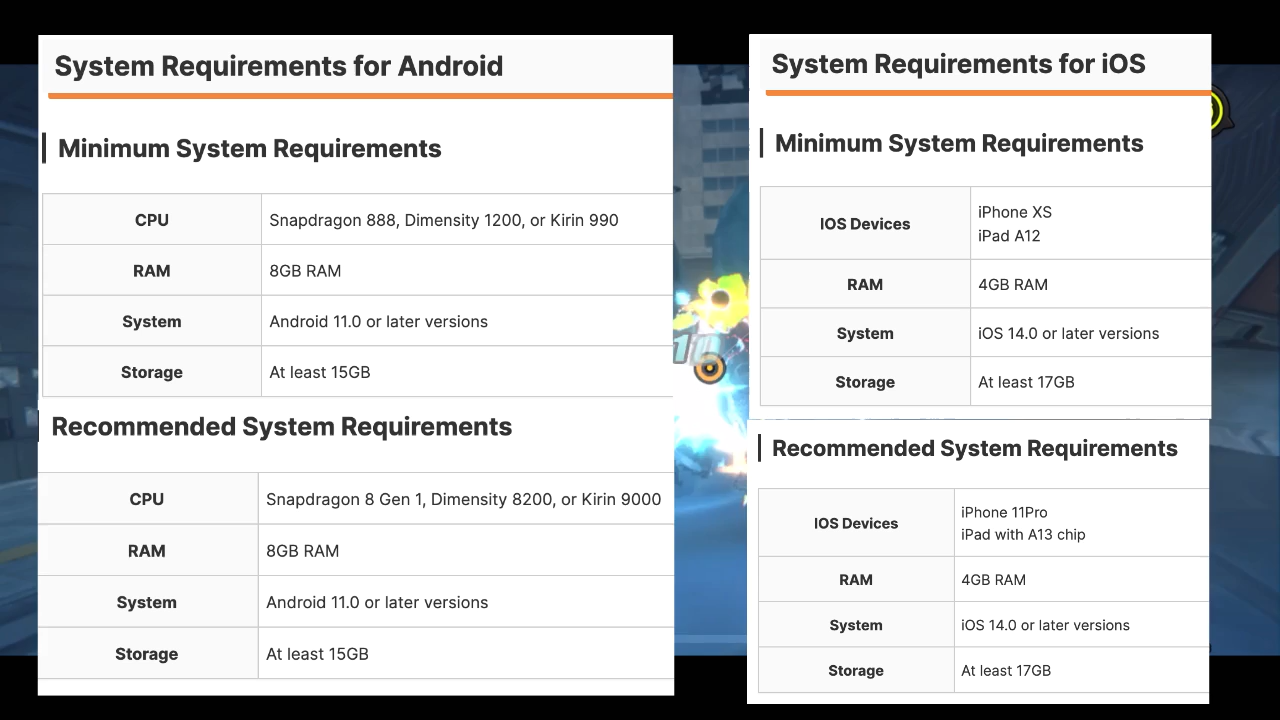 System Requirements for Android
Minimum System Requirements
CPU Snapdragon 888, Dimensity 1200, or Kirin 990
RAM 8GB RAM
System Android 11.0 or later versions
Storage At least 15GB
Recommended System Requirements
CPU Snapdragon 8 Gen 1, Dimensity 8200, or Kirin 9000
RAM 8GB RAM
System Android 11.0 or later versions
Storage At least 15GB
System Requirements for iOS
Minimum System Requirements
IOS Devices iPhone XS
iPad A12
RAM 4GB RAM
System iOS 14.0 or later versions
Storage At least 17GB
Recommended System Requirements
IOS Devices iPhone 11Pro
iPad with A13 chip
RAM 4GB RAM
System iOS 14.0 or later versions
Storage At least 17GB